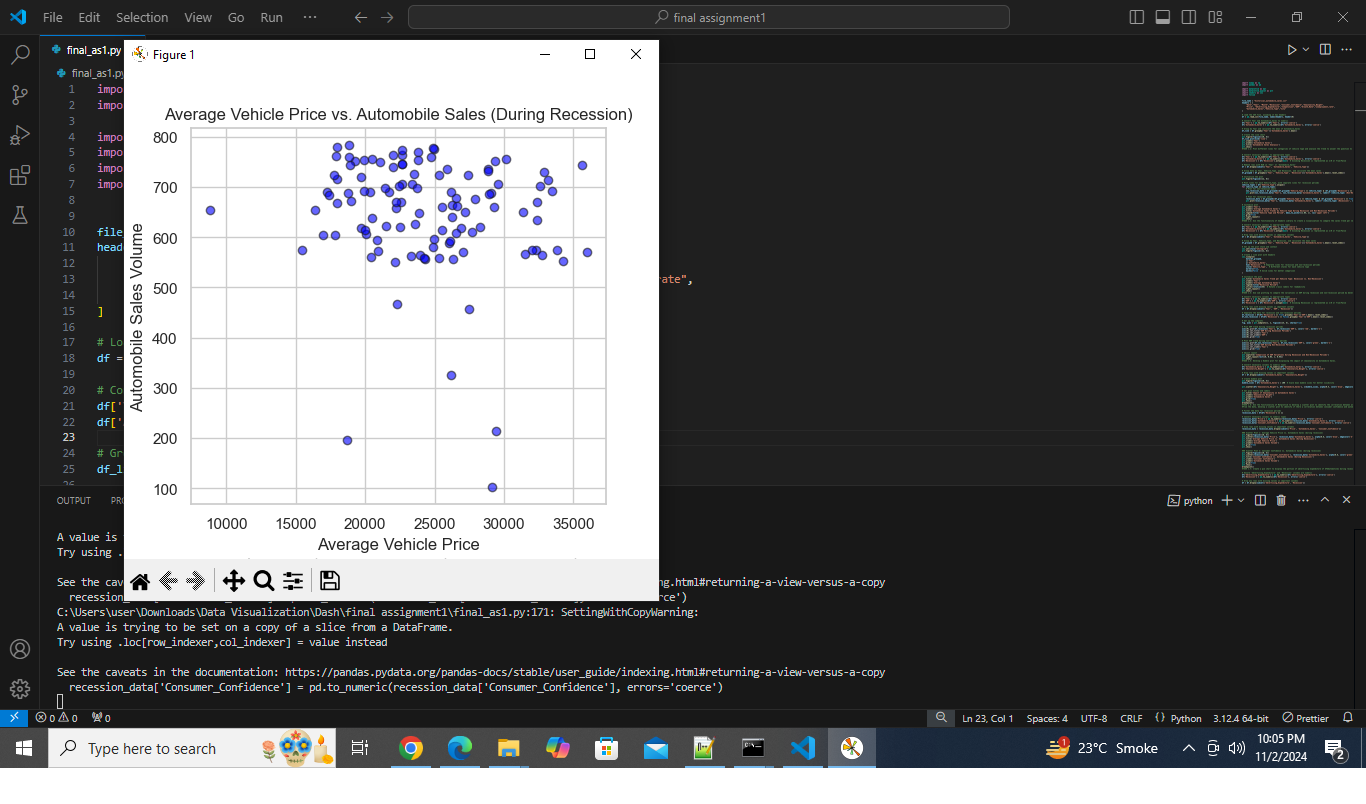 File Edit Selection View Go Run ··· final assignment1
final_as1.py
Figure 1
final_as1.py
1 impo
2 impo
3
4 impo
5 impo
6 impo
7 impo
8
9
10 file
11 head
12
13 rate",
14
15 ]
16
17 # Lo
18 df =
19
20 # Co
21 df['
22 df['
23
24 # Gr
25 df_l
Average Vehicle Price vs. Automobile Sales (During Recession)
Automobile Sales Volume
800
700
600
500
400
300
200
100
10000 15000 20000 25000 30000 35000
Average Vehicle Price
OUTPUT PR
python
A value is
Try using .
See the cav ng.html#returning-a-view-versus-a-copy
recession erce')
C:\Users\user\Downloads\Data Visualization\Dash\final assignment1\final_as1.py:171: SettingWithCopyWarning:
A value is trying to be set on a copy of a slice from a DataFrame.
Try using .loc[row_indexer,col_indexer] = value instead
See the caveats in the documentation: https://pandas.pydata.org/pandas-docs/stable/user_guide/indexing.html#returning-a-view-versus-a-copy
recession_data['Consumer_Confidence'] = pd.to_numeric(recession_data['Consumer_Confidence'], errors='coerce')
0 0 0 Ln 23, Col 1 Spaces: 4 UTF-8 CRLF Python 3.12.4 64-bit Prettier
Type here to search
1 23°C Smoke
10:05 PM
11/2/2024
2